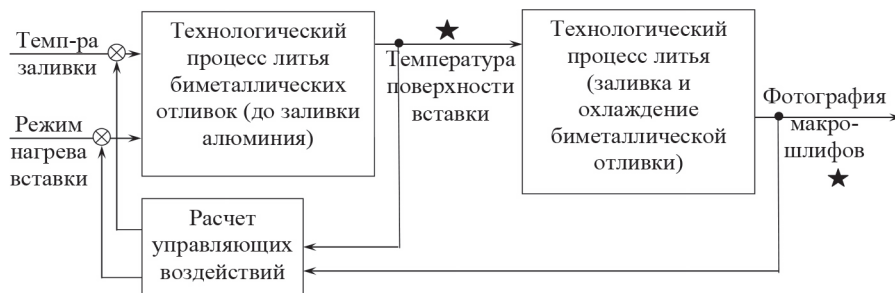 Темп-ра
заливки
Режим
нагрева
вставки
Технологический
процесс литья
биметаллических
отливок (до заливки
алюминия)
Температура
поверхности
вставки
Технологический
процесс литья
(заливка и
охлаждение
биметаллической
отливки)
Фотография
макро-
шлифов
Расчет
управляющих
воздействий